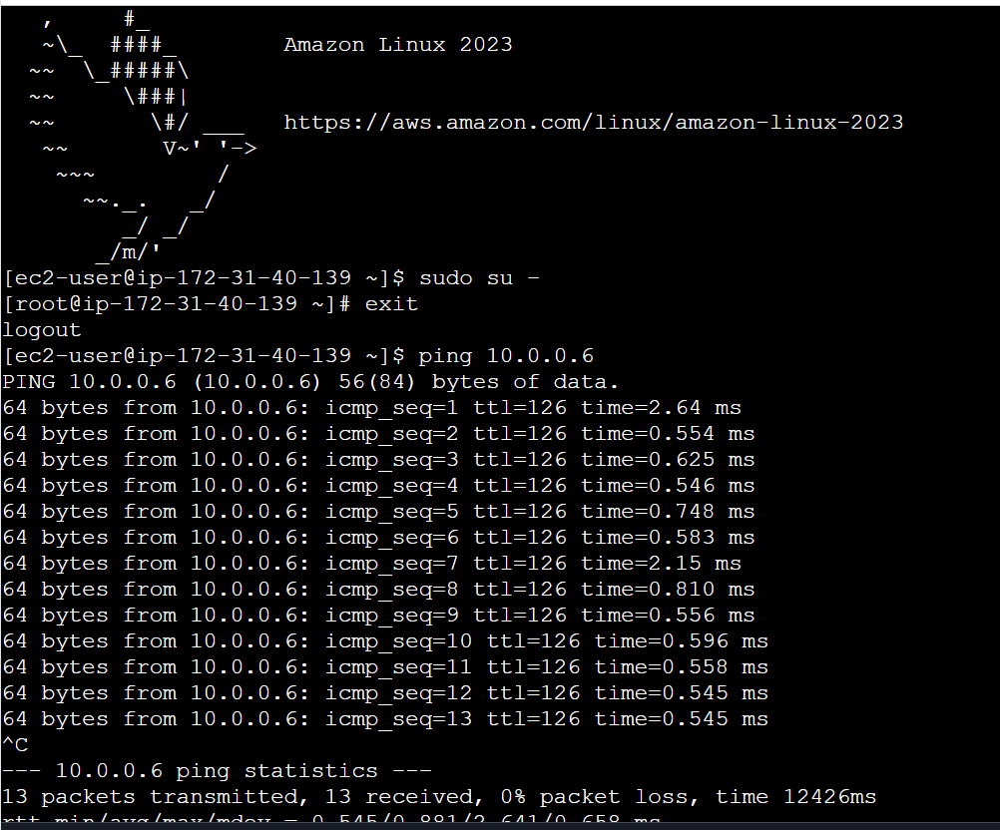 ,     #_
   ~\_  ####_        Amazon Linux 2023
  ~~  \_#####\
  ~~     \###|
  ~~       \#/ ___   https://aws.amazon.com/linux/amazon-linux-2023
   ~~       V~' '->
    ~~~         /
      ~~._.   _/
         _/ _/
       _/m/'
[ec2-user@ip-172-31-40-139 ~]$ sudo su -
[root@ip-172-31-40-139 ~]# exit
logout
[ec2-user@ip-172-31-40-139 ~]$ ping 10.0.0.6
PING 10.0.0.6 (10.0.0.6) 56(84) bytes of data.
64 bytes from 10.0.0.6: icmp_seq=1 ttl=126 time=2.64 ms
64 bytes from 10.0.0.6: icmp_seq=2 ttl=126 time=0.554 ms
64 bytes from 10.0.0.6: icmp_seq=3 ttl=126 time=0.625 ms
64 bytes from 10.0.0.6: icmp_seq=4 ttl=126 time=0.546 ms
64 bytes from 10.0.0.6: icmp_seq=5 ttl=126 time=0.748 ms
64 bytes from 10.0.0.6: icmp_seq=6 ttl=126 time=0.583 ms
64 bytes from 10.0.0.6: icmp_seq=7 ttl=126 time=2.15 ms
64 bytes from 10.0.0.6: icmp_seq=8 ttl=126 time=0.810 ms
64 bytes from 10.0.0.6: icmp_seq=9 ttl=126 time=0.556 ms
64 bytes from 10.0.0.6: icmp_seq=10 ttl=126 time=0.596 ms
64 bytes from 10.0.0.6: icmp_seq=11 ttl=126 time=0.558 ms
64 bytes from 10.0.0.6: icmp_seq=12 ttl=126 time=0.545 ms
64 bytes from 10.0.0.6: icmp_seq=13 ttl=126 time=0.545 ms
^C
--- 10.0.0.6 ping statistics ---
13 packets transmitted, 13 received, 0% packet loss, time 12426ms
rtt min/avg/max/mdev = 0.545/0.881/2.641/0.658 ms